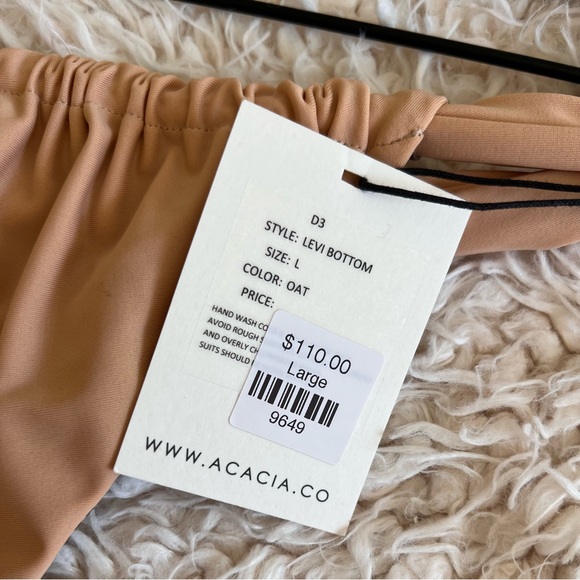 D3
STYLE: LEVI BOTTOM
SIZE: L
COLOR: OAT
PRICE:
HAND WASH
AVOID ROUGH
AND OVERLY
SUITS SHOULD
$110.00
Large
9649
WWW.ACACIA.CO